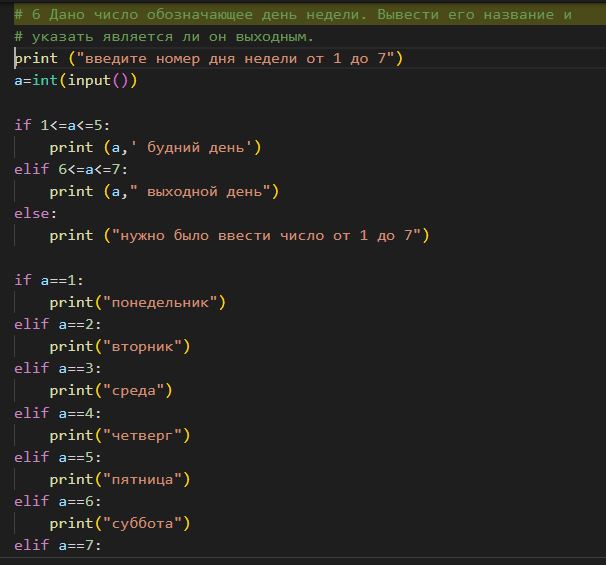 # 6 Дано число обозначающее день недели. Вывести его название и
# указать является ли он выходным.
print ("введите номер дня недели от 1 до 7")
a=int(input())
if 1<=a<=5:
    print (a,' будний день')
elif 6<=a<=7:
    print (a," выходной день")
else:
    print ("нужно было ввести число от 1 до 7")
if a==1:
    print("понедельник")
elif a==2:
    print("вторник")
elif a==3:
    print("среда")
elif a==4:
    print("четверг")
elif a==5:
    print("пятница")
elif a==6:
    print("суббота")
elif a==7: